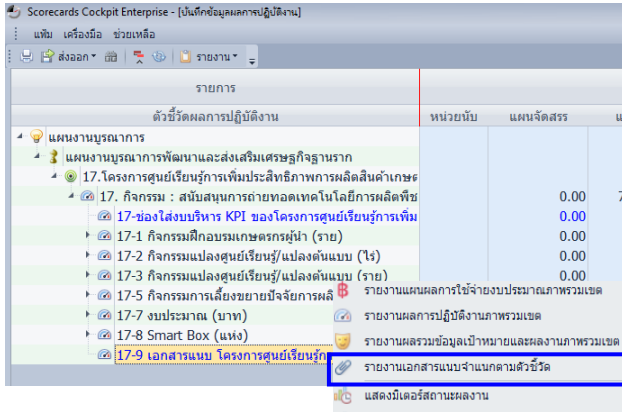 Scorecards Cockpit Enterprise - [บันทึกข้อมูลผลการปฏิบัติงาน]
แฟ้ม เครื่องมือ ช่วยเหลือ
ส่งออก รายงาน
รายการ
ตัวชี้วัดผลการปฏิบัติงาน หน่วยนับ แผนจัดสรร
แผนงานบูรณาการ
แผนงานบูรณาการพัฒนาและส่งเสริมเศรษฐกิจฐานราก
17.โครงการศูนย์เรียนรู้การเพิ่มประสิทธิภาพการผลิตสินค้าเกษต
17. กิจกรรม : สนับสนุนการถ่ายทอดเทคโนโลยีการผลิตพืช 0.00 7
17-ช่องใส่งบบริหาร KPI ของโครงการศูนย์เรียนรู้การเพิ่ม 0.00
17-1 กิจกรรมฝึกอบรมเกษตรกรผู้นำ (ราย) 0.00
17-2 กิจกรรมแปลงศูนย์เรียนรู้/แปลงต้นแบบ (ไร่) 0.00
17-3 กิจกรรมแปลงศูนย์เรียนรู้/แปลงต้นแบบ (ราย) 0.00
17-5 กิจกรรมการเลี้ยงขยายปัจจัยการผลิ
17-7 งบประมาณ (บาท)
17-8 Smart Box (แห่ง)
17-9 เอกสารแนบ โครงการศูนย์เรียนรู้ก
รายงานแผนผลการใช้จ่ายงบประมาณภาพรวมเขต
รายงานผลการปฏิบัติงานภาพรวมเขต
รายงานผลรวมข้อมูลเป้าหมายและผลงานภาพรวมเขต
รายงานเอกสารแนบจำแนกตามตัวชี้วัด
แสดงมิเตอร์สถานะผลงาน